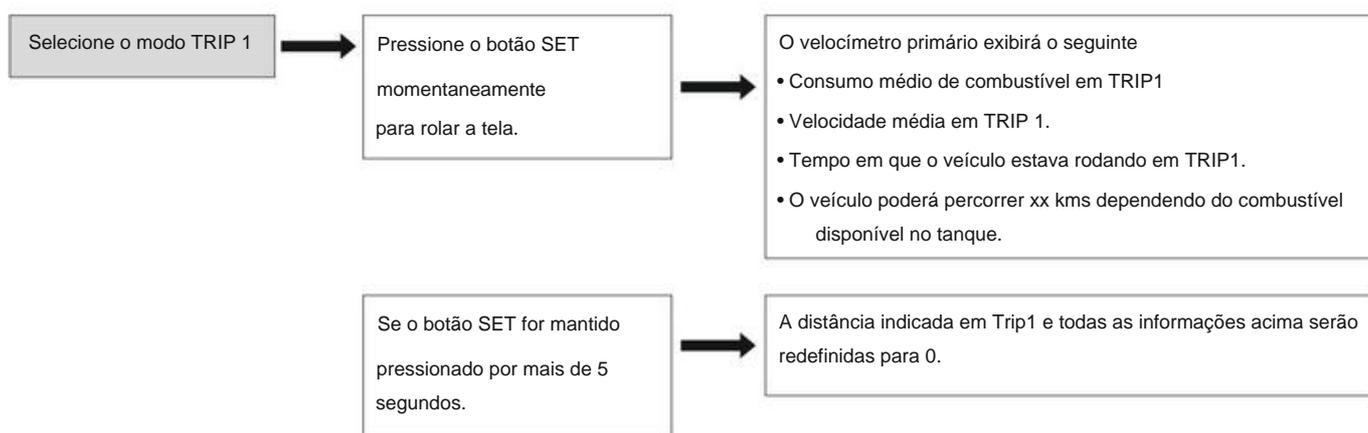 Selecione o modo TRIP 1
Pressione o botão SET
momentaneamente
para rolar a tela.
O velocímetro primário exibirá o seguinte
• Consumo médio de combustível em TRIP1
• Velocidade média em TRIP 1.
• Tempo em que o veículo estava rodando em TRIP1.
• O veículo poderá percorrer xx kms dependendo do combustível
disponível no tanque.
Se o botão SET for mantido
pressionado por mais de 5
segundos.
A distância indicada em Trip1 e todas as informações acima serão
redefinidas para 0.